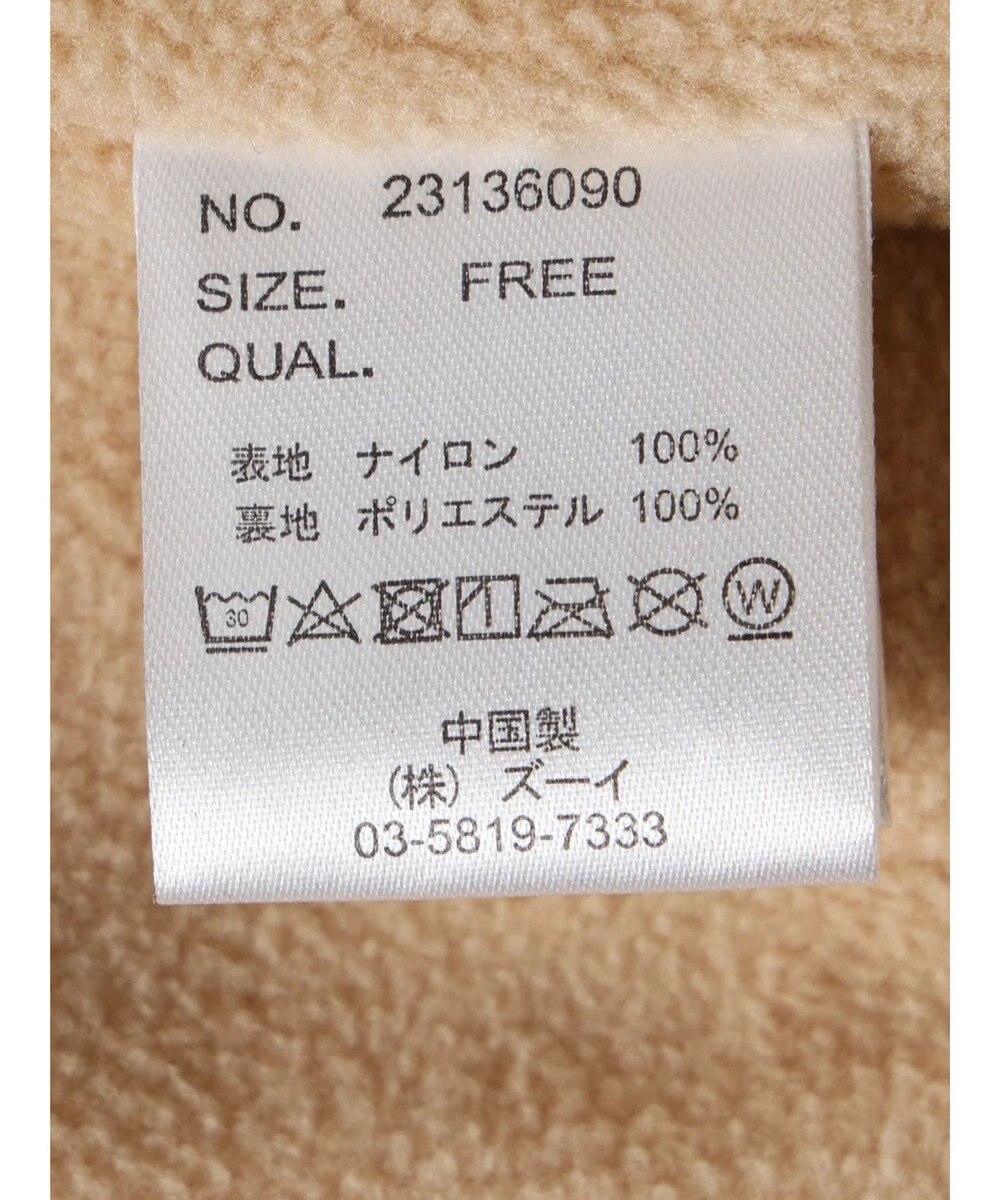 NO. 23136090
SIZE. FREE
QUAL.
表地 ナイロン 100%
裏地 ポリエステル 100%
30 W
中国製
(株) ズーイ
03-5819-7333